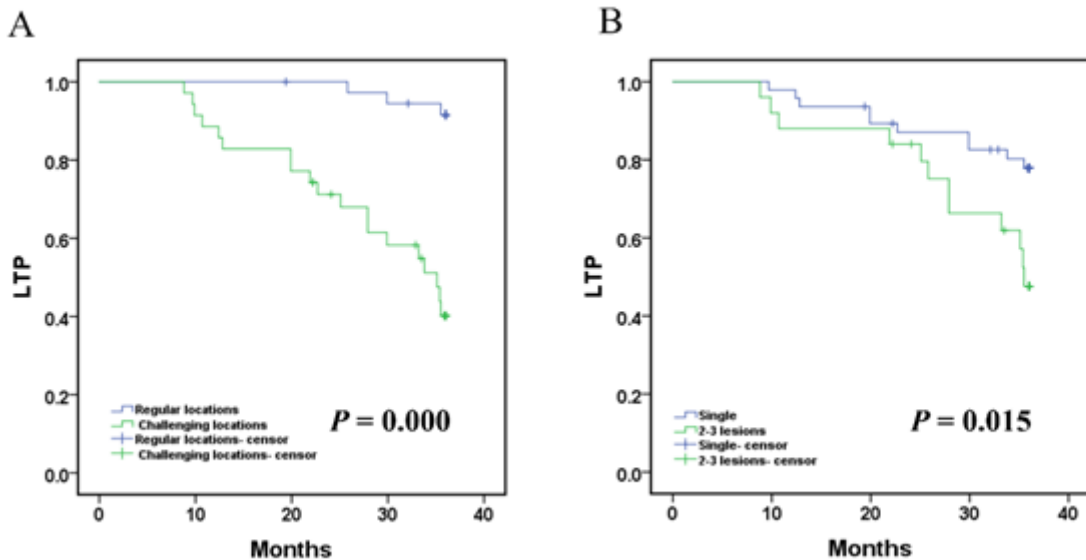 A
LTP
1.0
0.8
0.6
0.4
0.2
0.0
Regular locations
Challenging locations
Regular locations- censor
Challenging locations- censor
P = 0.000
0 10 20 30 40
Months
B
LTP
1.0
0.8
0.6
0.4
0.2
0.0
Single
2-3 lesions
Single- censor
2-3 lesions- censor
P = 0.015
0 10 20 30 40
Months